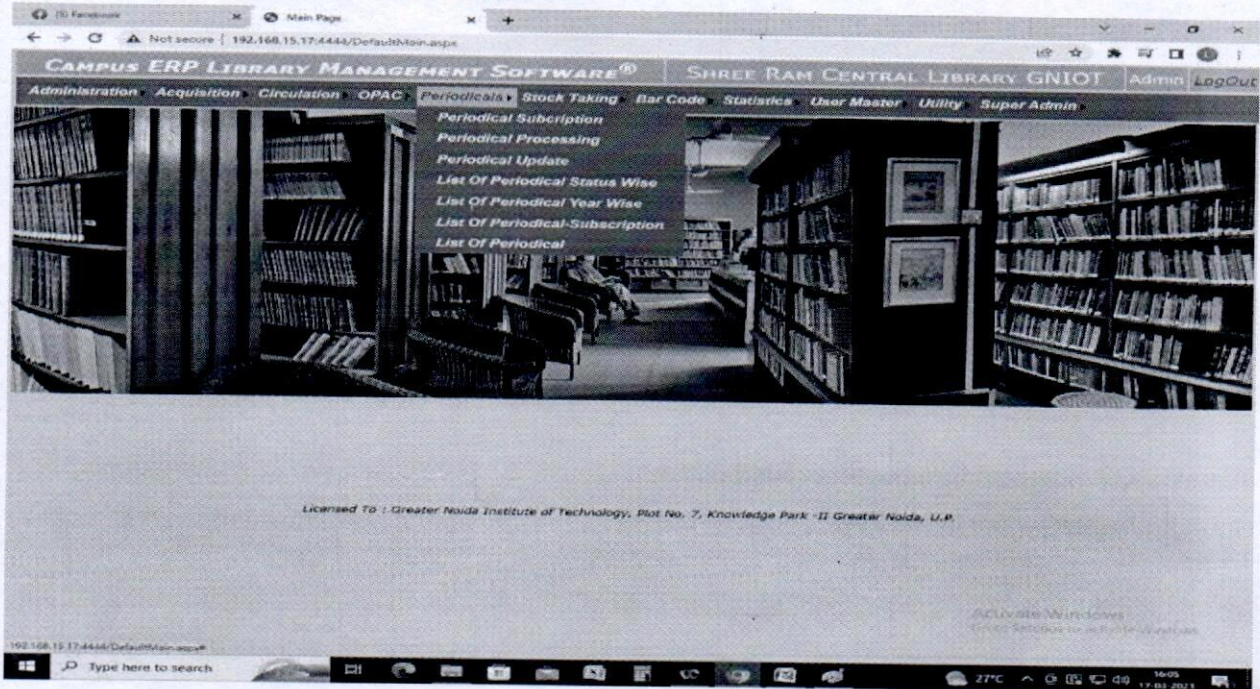 Facebook
Main Page
Not secure | 192.168.15.17:4444/DefaultMain.aspx
CAMPUS ERP LIBRARY MANAGEMENT SOFTWARE® SHREE RAM CENTRAL LIBRARY GNIOT Admin LogOut
Administration Acquisition Circulation OPAC Periodicals Stock Taking Bar Code Statistics User Master Utility Super Admin
Periodical Subcription
Periodical Processing
Periodical Update
List Of Periodical Status Wise
List Of Periodical Year Wise
List Of Periodical-Subscription
List Of Periodical
Licensed To : Greater Noida Institute of Technology, Plot No. 7, Knowledge Park -II Greater Noida, U.P.
Activate Windows
192.168.15.17:4444/DefaultMain.aspx#
Type here to search
27°C
16:05
17-03-2023